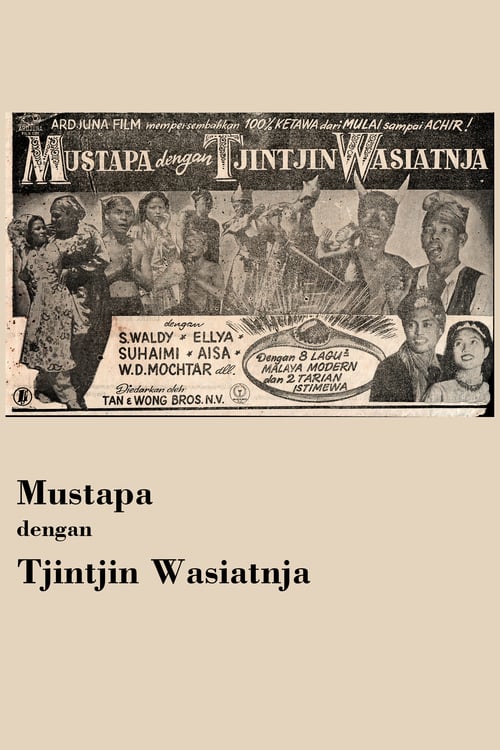 ARDJUNA FILM mempersembahkan 100% KETAWA dari MULAI sampai ACHIR!
MUSTAPA dengan TJINTJIN WASIATNJA
dengan
S.WALDY * ELLYA *
SUHAIMI * AISA *
W.D. MOCHTAR dll.
Diedarkan oleh:
TAN & WONG BROS. N.V.
Dengan 8 LAGU2
MALAYA MODERN
dan 2 TARIAN
ISTIMEWA
Mustapa
dengan
Tjintjin Wasiatnja